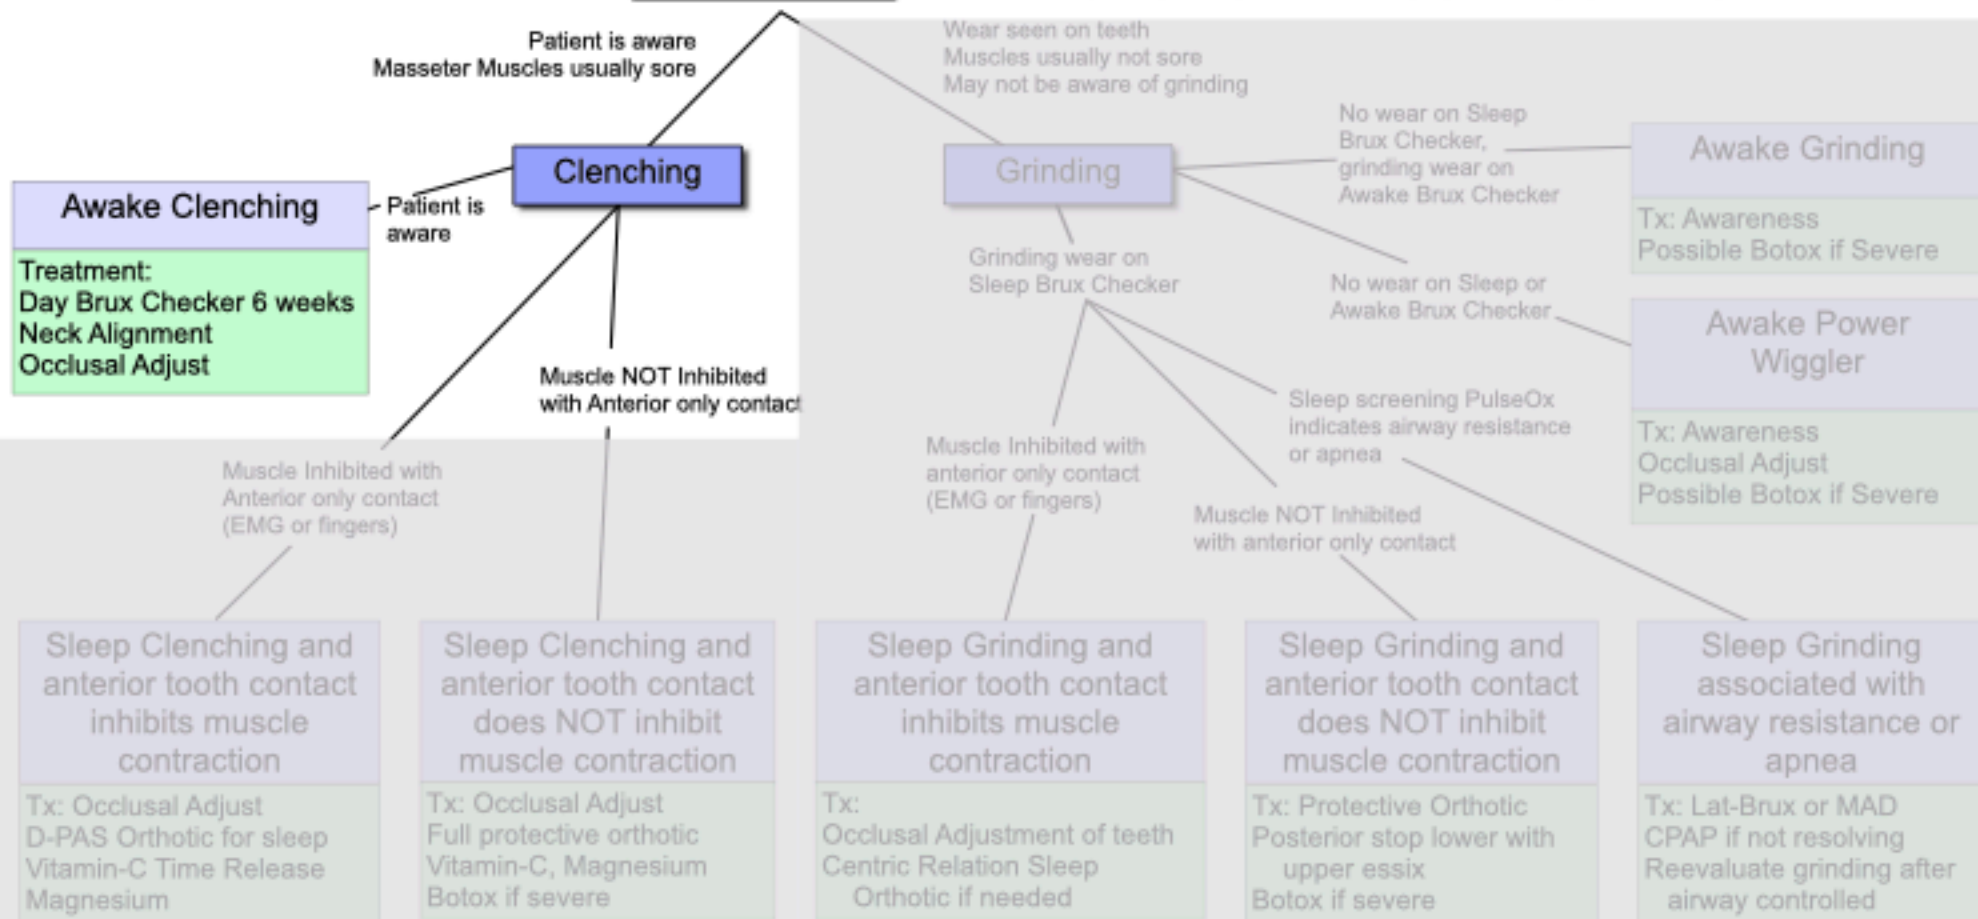 Patient is aware
Masseter Muscles usually sore
Clenching
Awake Clenching
Patient is
aware
Treatment:
Day Brux Checker 6 weeks
Neck Alignment
Occlusal Adjust
Muscle NOT Inhibited
with Anterior only contact
Muscle Inhibited with
Anterior only contact
(EMG or fingers)
Wear seen on teeth
Muscles usually not sore
May not be aware of grinding
Grinding
No wear on Sleep
Brux Checker,
grinding wear on
Awake Brux Checker
Awake Grinding
Tx: Awareness
Possible Botox if Severe
Grinding wear on
Sleep Brux Checker
No wear on Sleep or
Awake Brux Checker
Awake Power
Wiggler
Tx: Awareness
Occlusal Adjust
Possible Botox if Severe
Sleep screening PulseOx
indicates airway resistance
or apnea
Muscle Inhibited with
anterior only contact
(EMG or fingers)
Muscle NOT Inhibited
with anterior only contact
Sleep Clenching and
anterior tooth contact
inhibits muscle
contraction
Tx: Occlusal Adjust
D-PAS Orthotic for sleep
Vitamin-C Time Release
Magnesium
Sleep Clenching and
anterior tooth contact
does NOT inhibit
muscle contraction
Tx: Occlusal Adjust
Full protective orthotic
Vitamin-C, Magnesium
Botox if severe
Sleep Grinding and
anterior tooth contact
inhibits muscle
contraction
Tx:
Occlusal Adjustment of teeth
Centric Relation Sleep
Orthotic if needed
Sleep Grinding and
anterior tooth contact
does NOT inhibit
muscle contraction
Tx: Protective Orthotic
Posterior stop lower with
upper essix
Botox if severe
Sleep Grinding
associated with
airway resistance or
apnea
Tx: Lat-Brux or MAD
CPAP if not resolving
Reevaluate grinding after
airway controlled